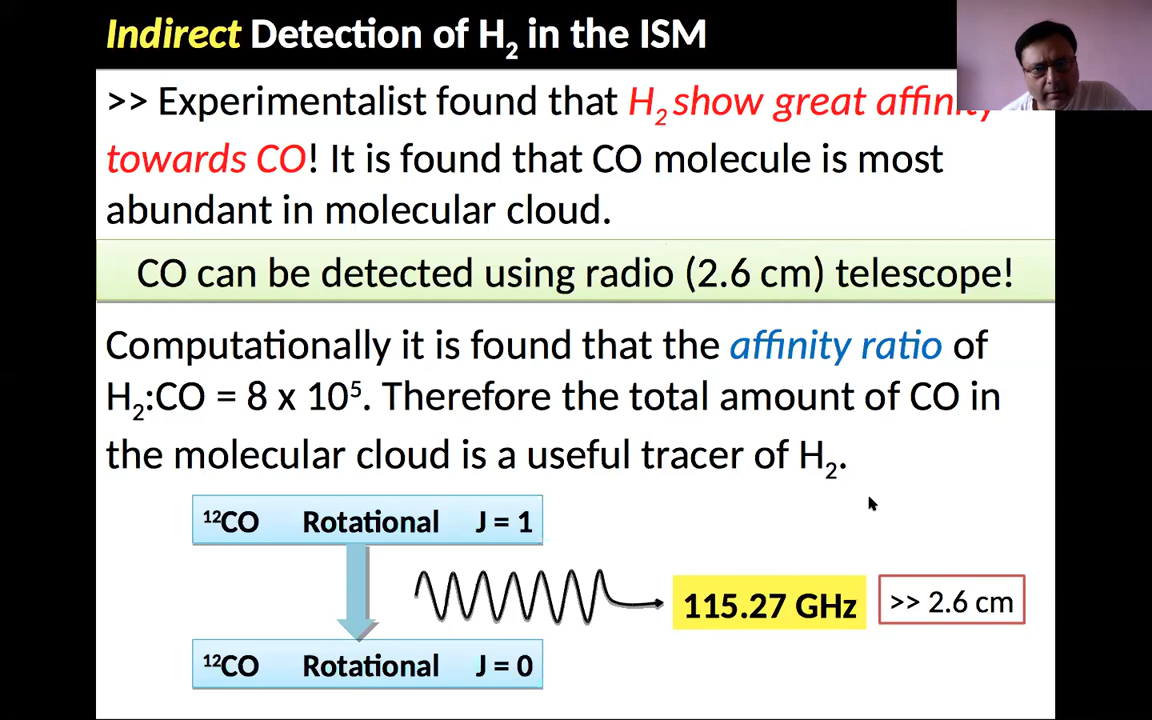 Indirect Detection of H₂ in the ISM
>> Experimentalist found that H₂ show great affinity
towards CO! It is found that CO molecule is most
abundant in molecular cloud.
CO can be detected using radio (2.6 cm) telescope!
Computationally it is found that the affinity ratio of
H₂:CO = 8 x 10⁵. Therefore the total amount of CO in
the molecular cloud is a useful tracer of H₂.
¹²CO Rotational J = 1
115.27 GHz >> 2.6 cm
¹²CO Rotational J = 0